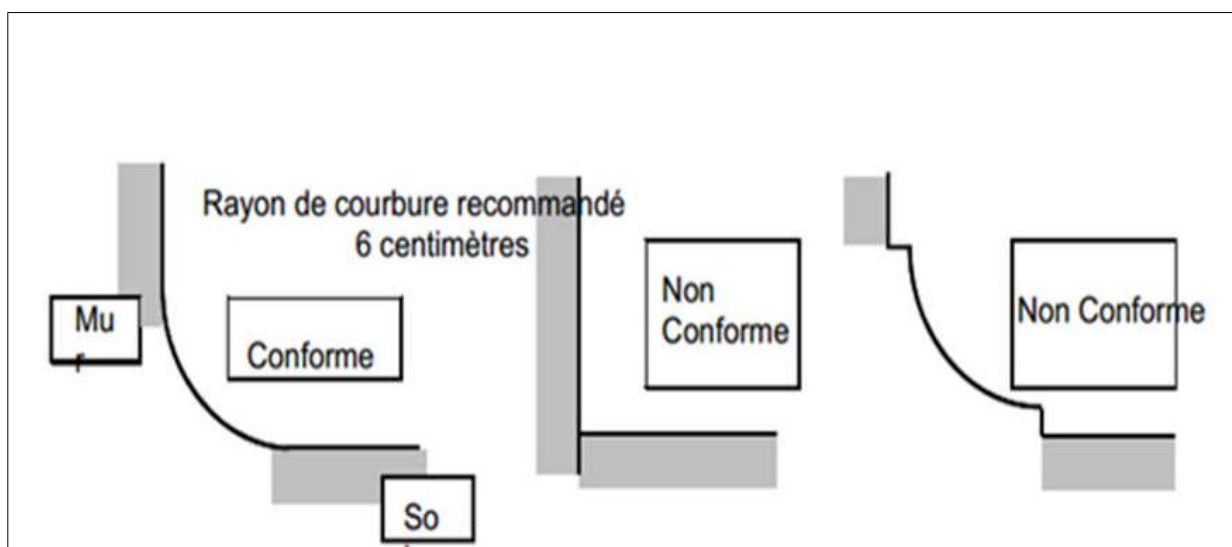 Rayon de courbure recommandé
6 centimètres
Mu
r
Conforme
Non
Conforme
Non Conforme
So